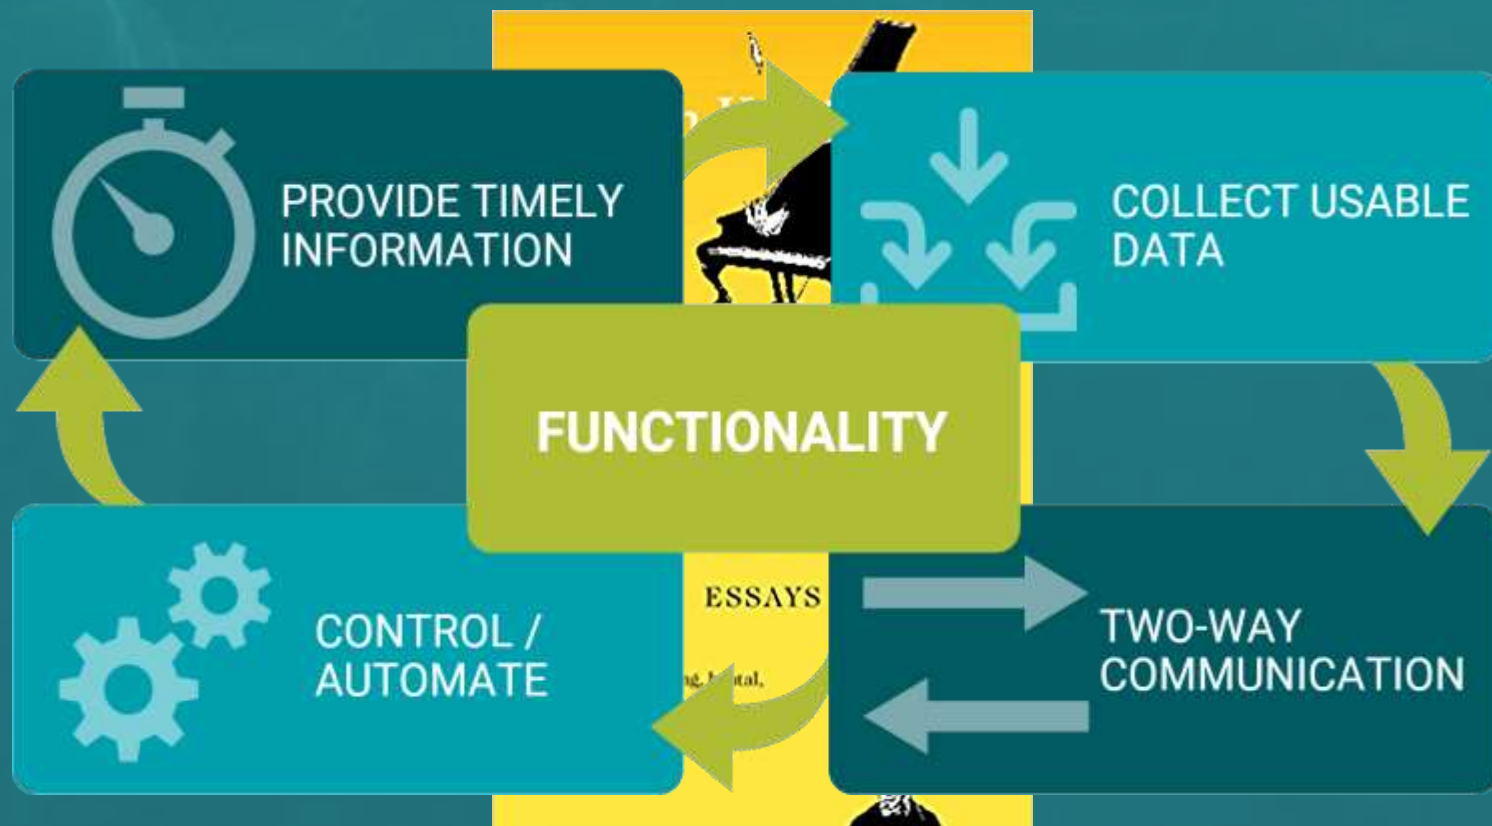 PROVIDE TIMELY
INFORMATION
COLLECT USABLE
DATA
FUNCTIONALITY
ESSAYS
CONTROL /
AUTOMATE
TWO-WAY
COMMUNICATION